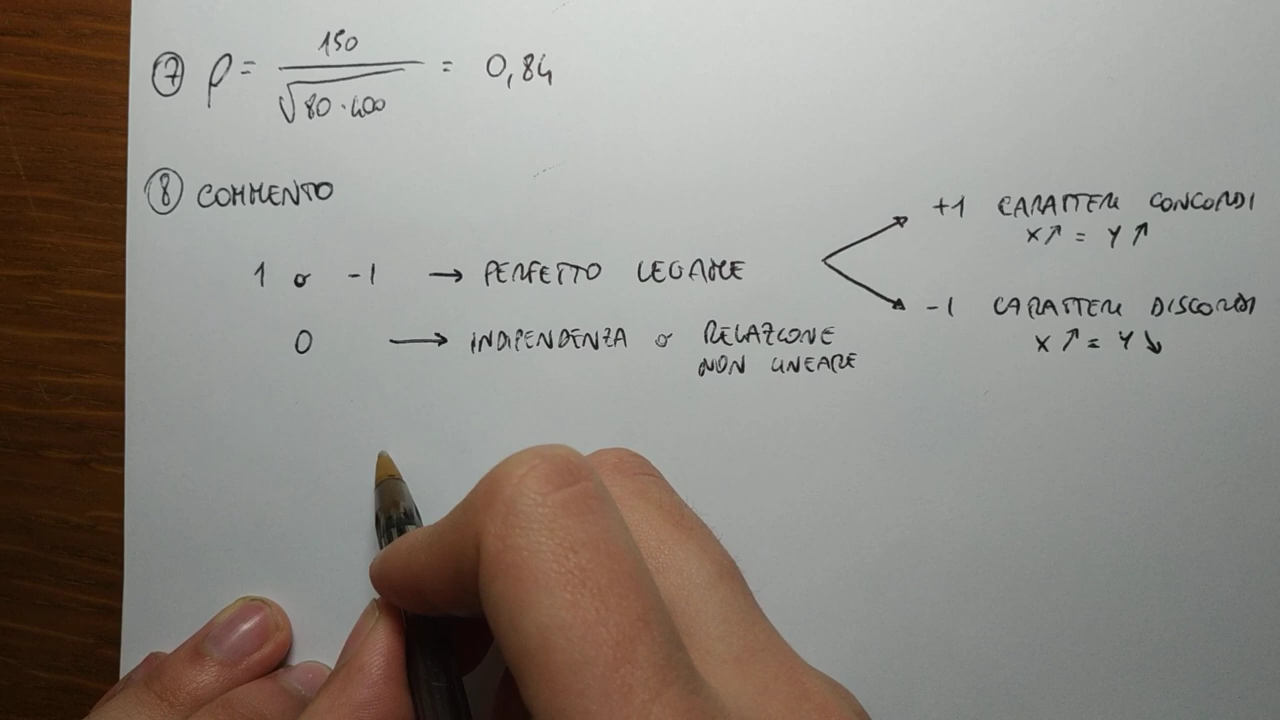 ⑦ ρ = 150 / √80·400 = 0,84
⑧ COMMENTO
1 o -1 → PERFETTO LEGAME
+1 CARATTERI CONCORDI
X↗ = Y↗
-1 CARATTERI DISCORDI
X↗ = Y↘
0 → INDIPENDENZA o RELAZIONE
NON LINEARE